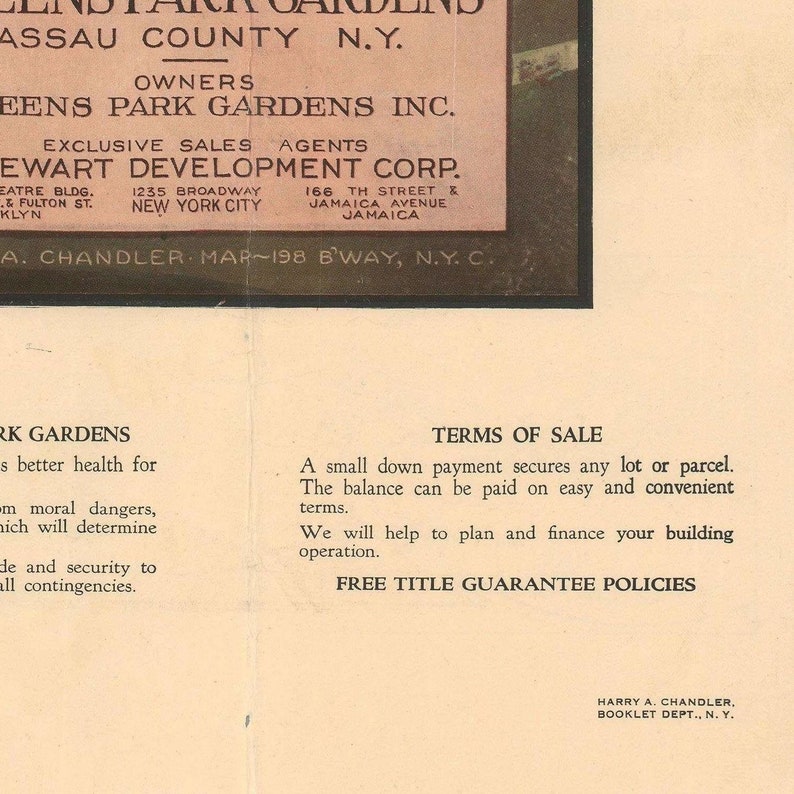 EENS PARK GARDENS
ASSAU COUNTY N.Y.
OWNERS
EENS PARK GARDENS INC.
EXCLUSIVE SALES AGENTS
EWART DEVELOPMENT CORP.
EATRE BLDG.
. & FULTON ST.
KLYN
1235 BROADWAY
NEW YORK CITY
166 TH STREET &
JAMAICA AVENUE
JAMAICA
A. CHANDLER · MAP~198 B'WAY, N.Y.C.
RK GARDENS
s better health for
om moral dangers,
hich will determine
de and security to
all contingencies.
TERMS OF SALE
A small down payment secures any lot or parcel.
The balance can be paid on easy and convenient
terms.
We will help to plan and finance your building
operation.
FREE TITLE GUARANTEE POLICIES
HARRY A. CHANDLER,
BOOKLET DEPT., N. Y.